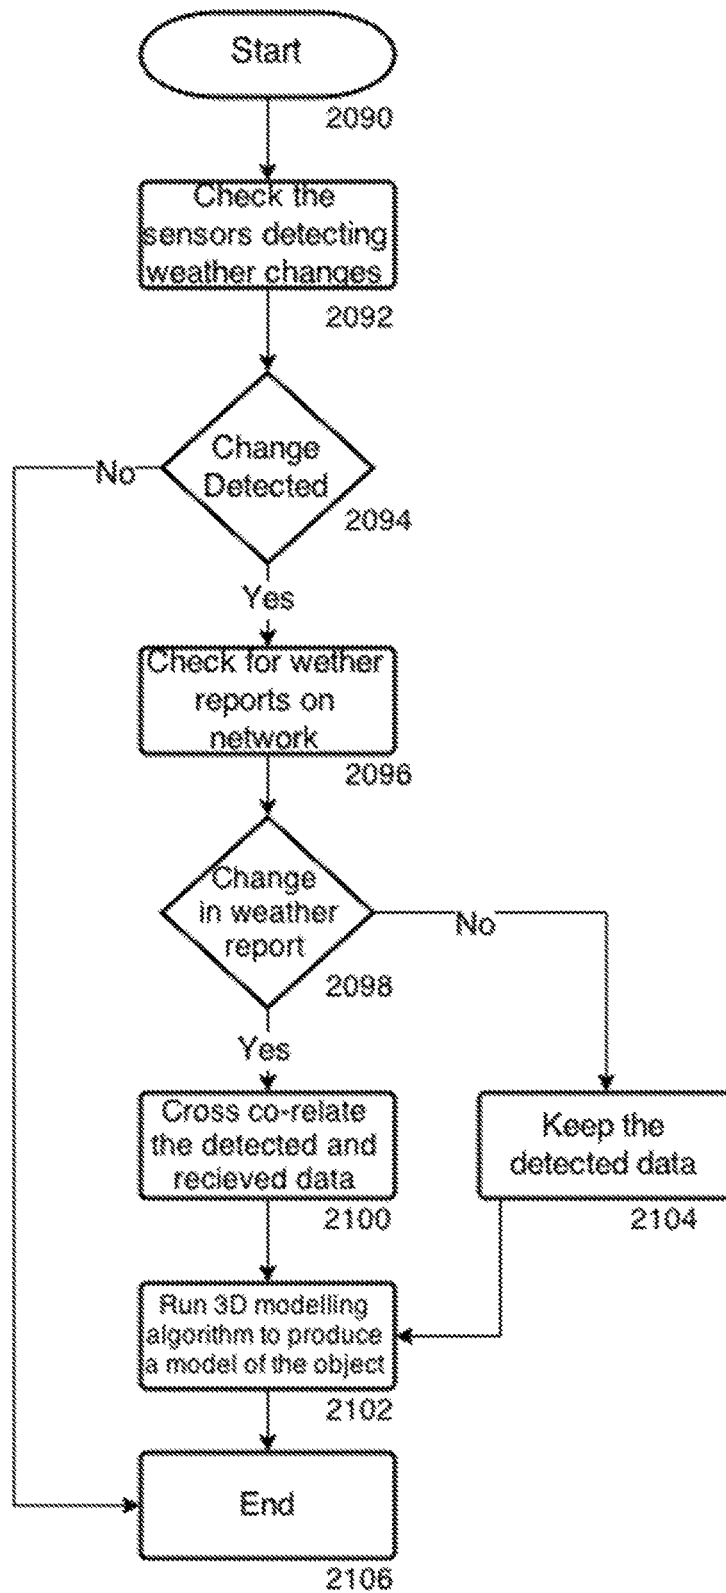 Start
2090
Check the
sensors detecting
weather changes
2092
Change
Detected
No
2094
Yes
Check for wether
reports on
network
2096
Change
in weather
report
No
2098
Yes
Cross co-relate
the detected and
recieved data
2100
Keep the
detected data
2104
Run 3D modelling
algorithm to produce
a model of the object
2102
End
2106